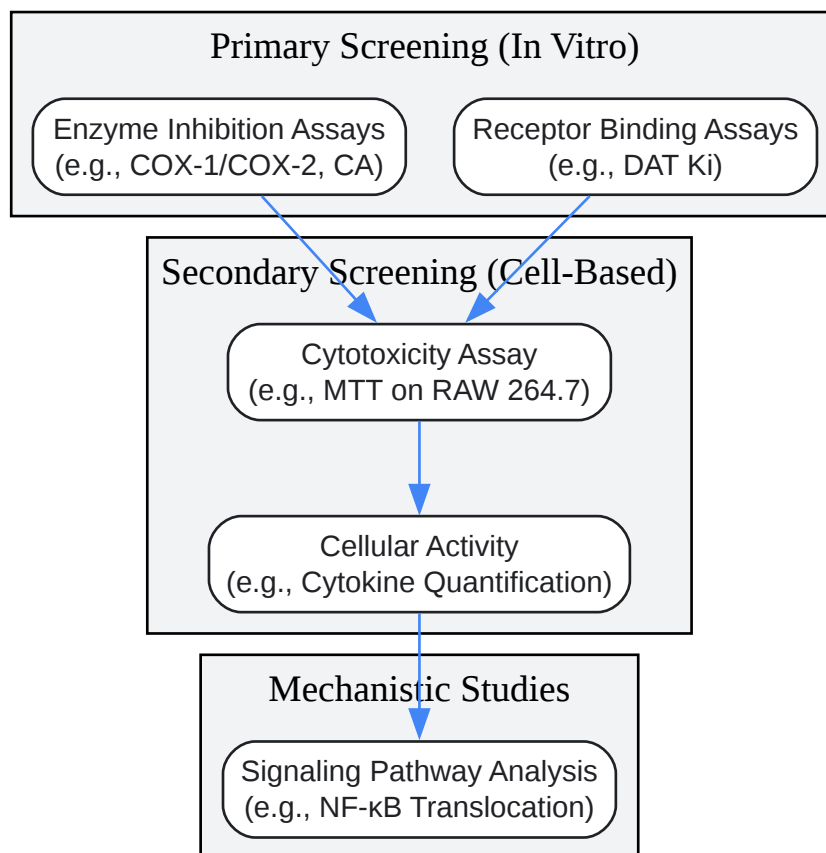 Primary Screening (In Vitro)
Enzyme Inhibition Assays
(e.g., COX-1/COX-2, CA)
Receptor Binding Assays
(e.g., DAT Ki)
Secondary Screening (Cell-Based)
Cytotoxicity Assay
(e.g., MTT on RAW 264.7)
Cellular Activity
(e.g., Cytokine Quantification)
Mechanistic Studies
Signaling Pathway Analysis
(e.g., NF-κB Translocation)